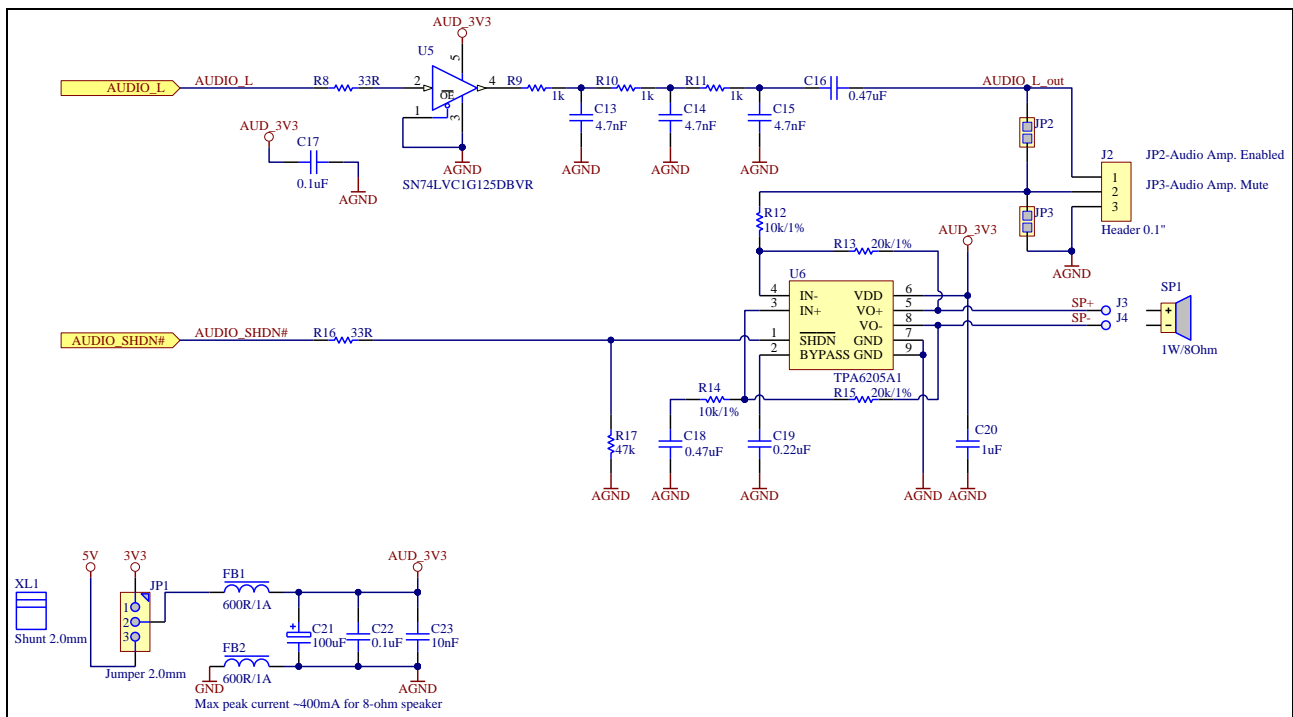 AUD_3V3
U5
5
AUDIO_L
AUDIO_L
R8
33R
2
OE
4
1
3
R9
1k
R10
1k
R11
1k
C16
0.47uF
AUDIO_L_out
C13
4.7nF
C14
4.7nF
C15
4.7nF
AGND
AGND
AGND
AGND
SN74LVC1G125DBVR
AUD_3V3
C17
0.1uF
AGND
JP2
J2
1
2
3
Header 0.1"
JP2-Audio Amp. Enabled
JP3-Audio Amp. Mute
JP3
AGND
R12
10k/1%
R13
20k/1%
AUD_3V3
U6
4
IN-
3
IN+
1
SHDN
2
BYPASS
VDD
6
VO+
5
VO-
8
GND
7
GND
9
TPA6205A1
SP+
J3
SP-
J4
SP1
+
−
1W/8Ohm
AUDIO_SHDN#
AUDIO_SHDN#
R16
33R
R14
10k/1%
R15
20k/1%
R17
47k
C18
0.47uF
C19
0.22uF
C20
1uF
AGND
AGND
AGND
AGND
AGND
XL1
Shunt 2.0mm
5V
3V3
JP1
1
2
3
Jumper 2.0mm
FB1
600R/1A
AUD_3V3
+
C21
100uF
C22
0.1uF
C23
10nF
FB2
600R/1A
GND
AGND
Max peak current ~400mA for 8-ohm speaker